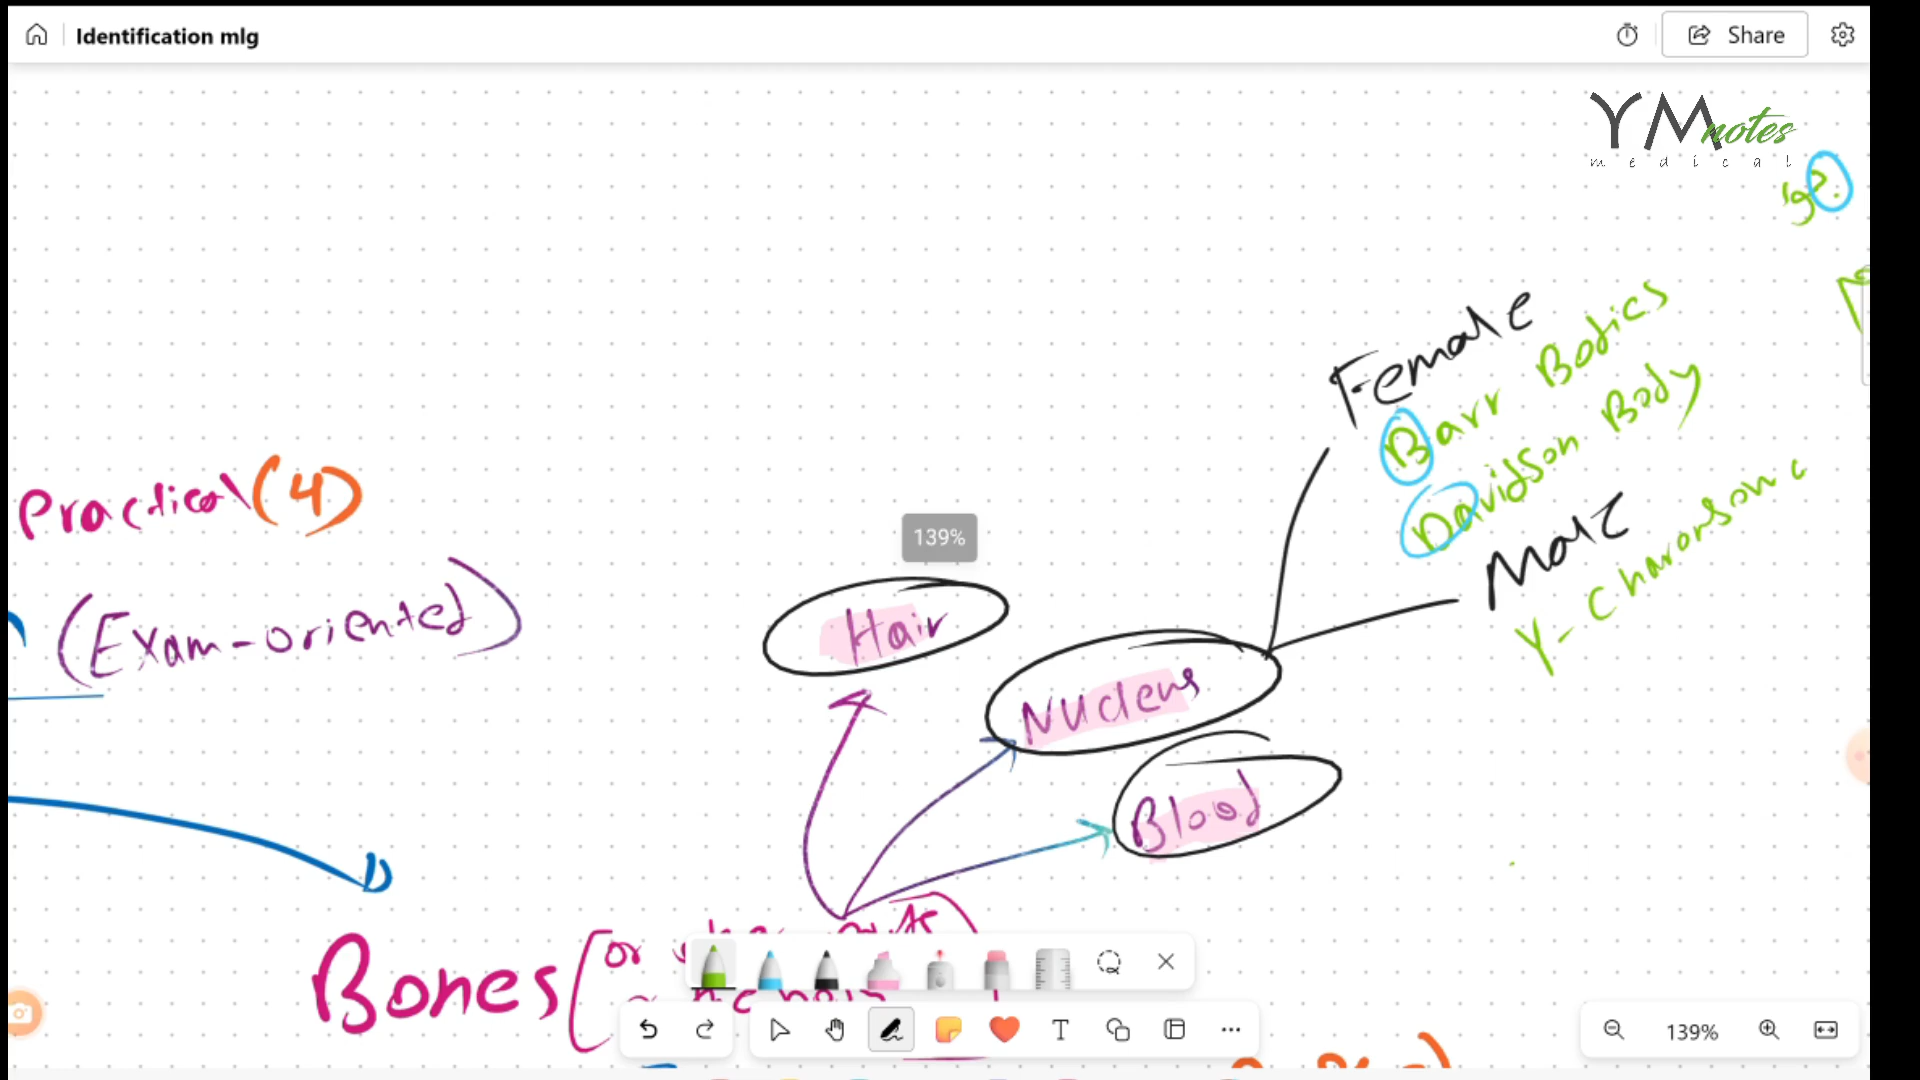 Identification mlg
Share
YM notes
medical
Female
Barr Bodies
Davidson Body
Male
Practical (4)
(Exam-oriented)
139%
Hair
Nucleus
Blood
Bones (or
139%